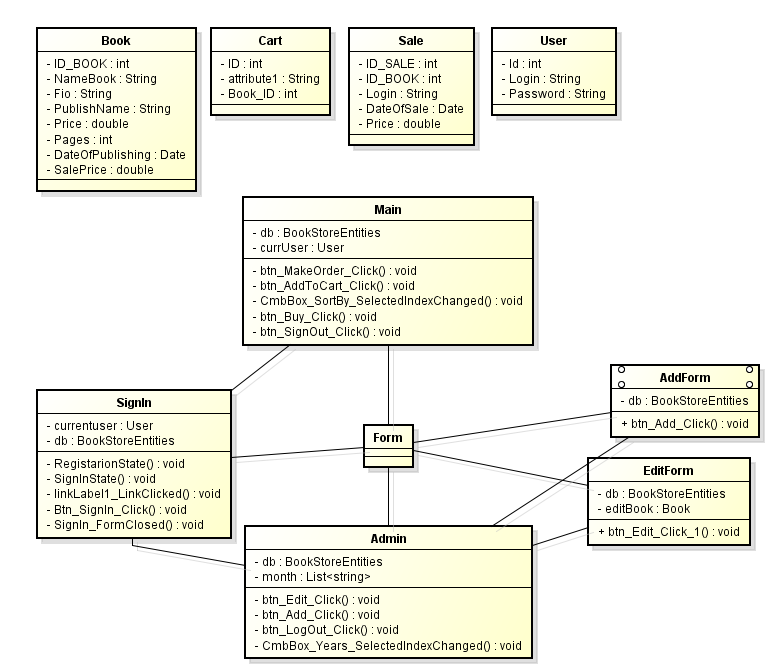 Book
- ID_BOOK : int
- NameBook : String
- Fio : String
- PublishName : String
- Price : double
- Pages : int
- DateOfPublishing : Date
- SalePrice : double
Cart
- ID : int
- attribute1 : String
- Book_ID : int
Sale
- ID_SALE : int
- ID_BOOK : int
- Login : String
- DateOfSale : Date
- Price : double
User
- Id : int
- Login : String
- Password : String
Main
- db : BookStoreEntities
- currUser : User
- btn_MakeOrder_Click() : void
- btn_AddToCart_Click() : void
- CmbBox_SortBy_SelectedIndexChanged() : void
- btn_Buy_Click() : void
- btn_SignOut_Click() : void
SignIn
- currentuser : User
- db : BookStoreEntities
- RegistarionState() : void
- SignInState() : void
- linkLabel1_LinkClicked() : void
- Btn_SignIn_Click() : void
- SignIn_FormClosed() : void
Form
AddForm
- db : BookStoreEntities
+ btn_Add_Click() : void
EditForm
- db : BookStoreEntities
- editBook : Book
+ btn_Edit_Click_1() : void
Admin
- db : BookStoreEntities
- month : List<string>
- btn_Edit_Click() : void
- btn_Add_Click() : void
- btn_LogOut_Click() : void
- CmbBox_Years_SelectedIndexChanged() : void